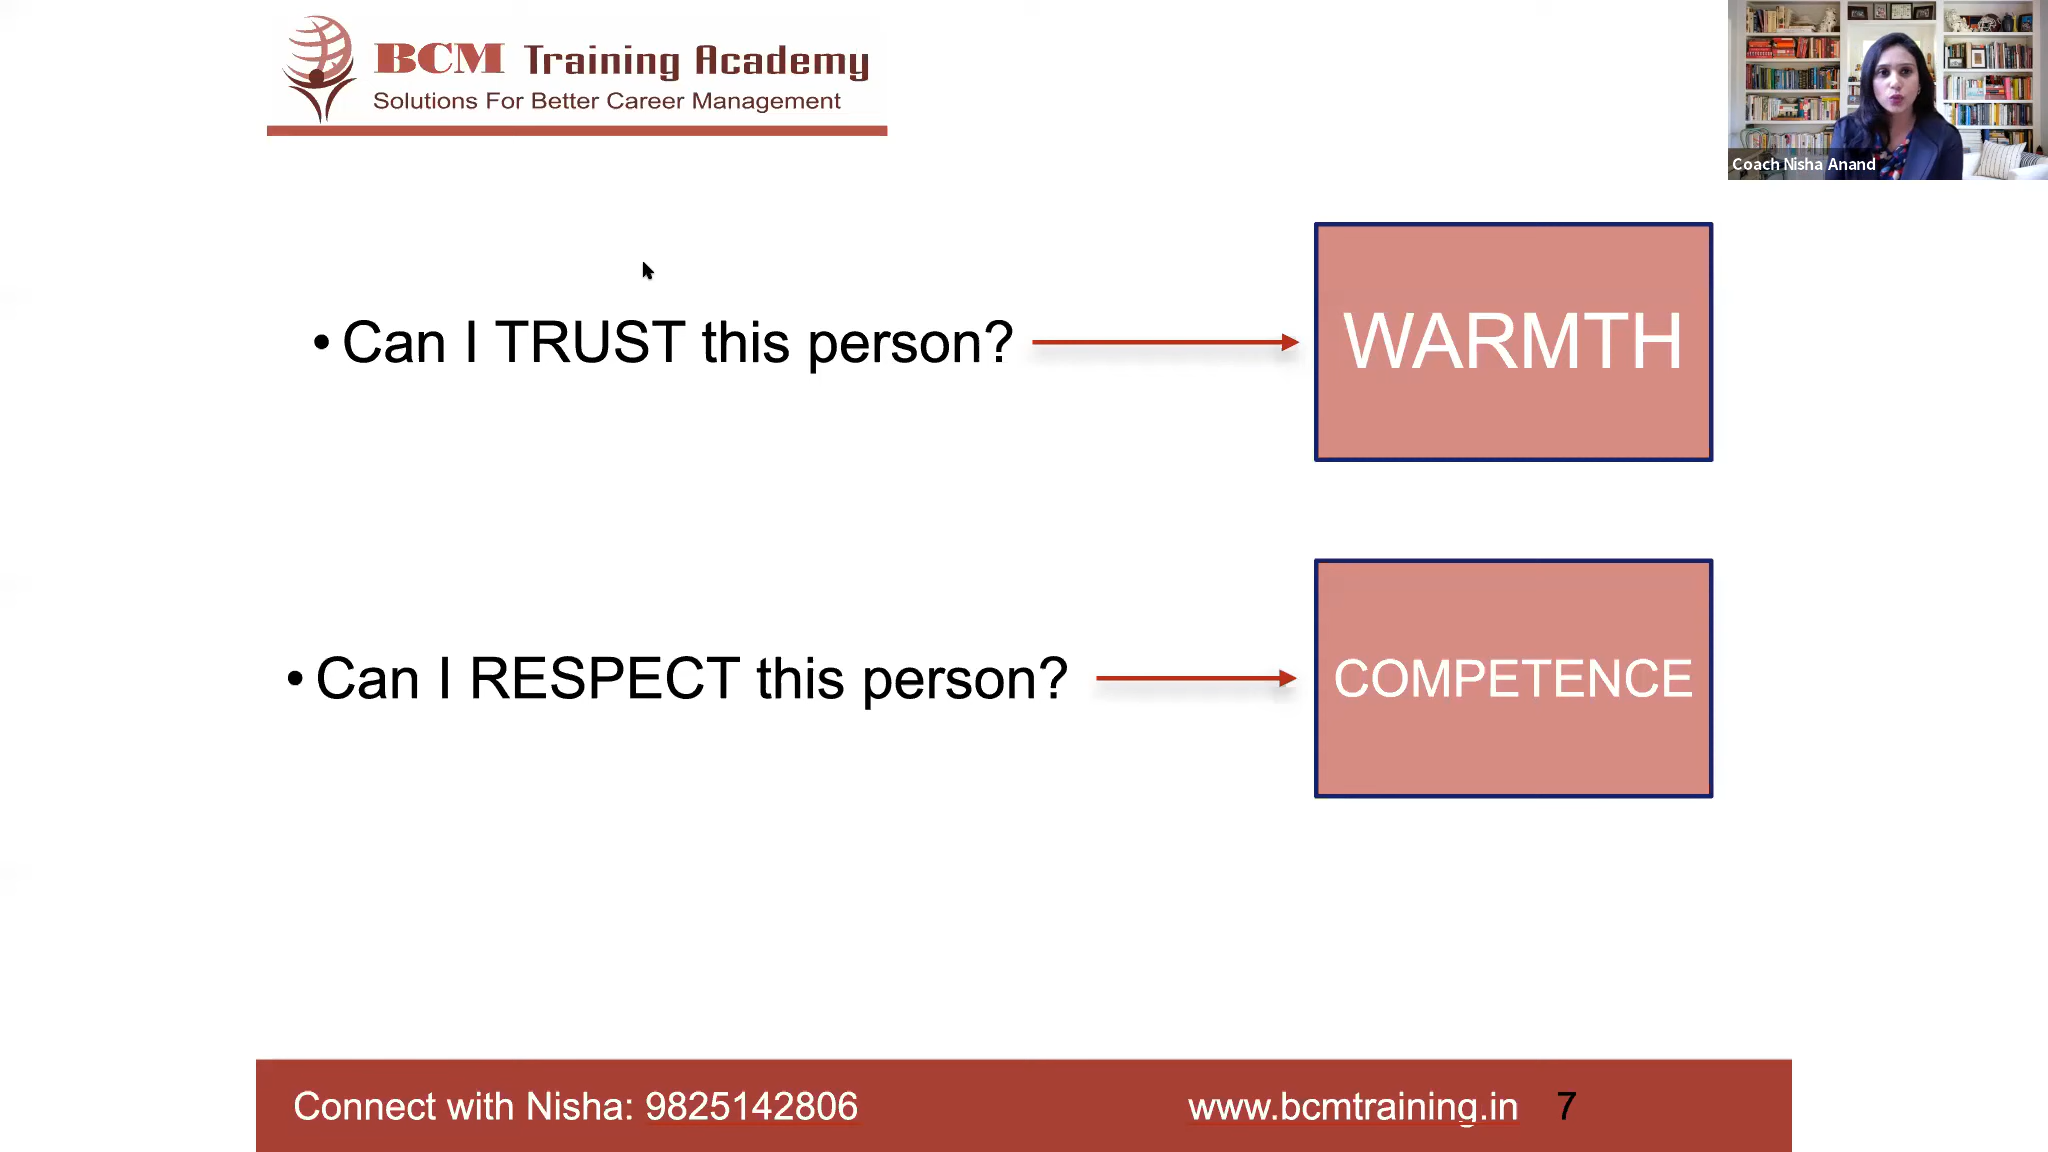 BCM Training Academy
Solutions For Better Career Management
Coach Nisha Anand
• Can I TRUST this person?
WARMTH
• Can I RESPECT this person?
COMPETENCE
Connect with Nisha: 9825142806
www.bcmtraining.in 7